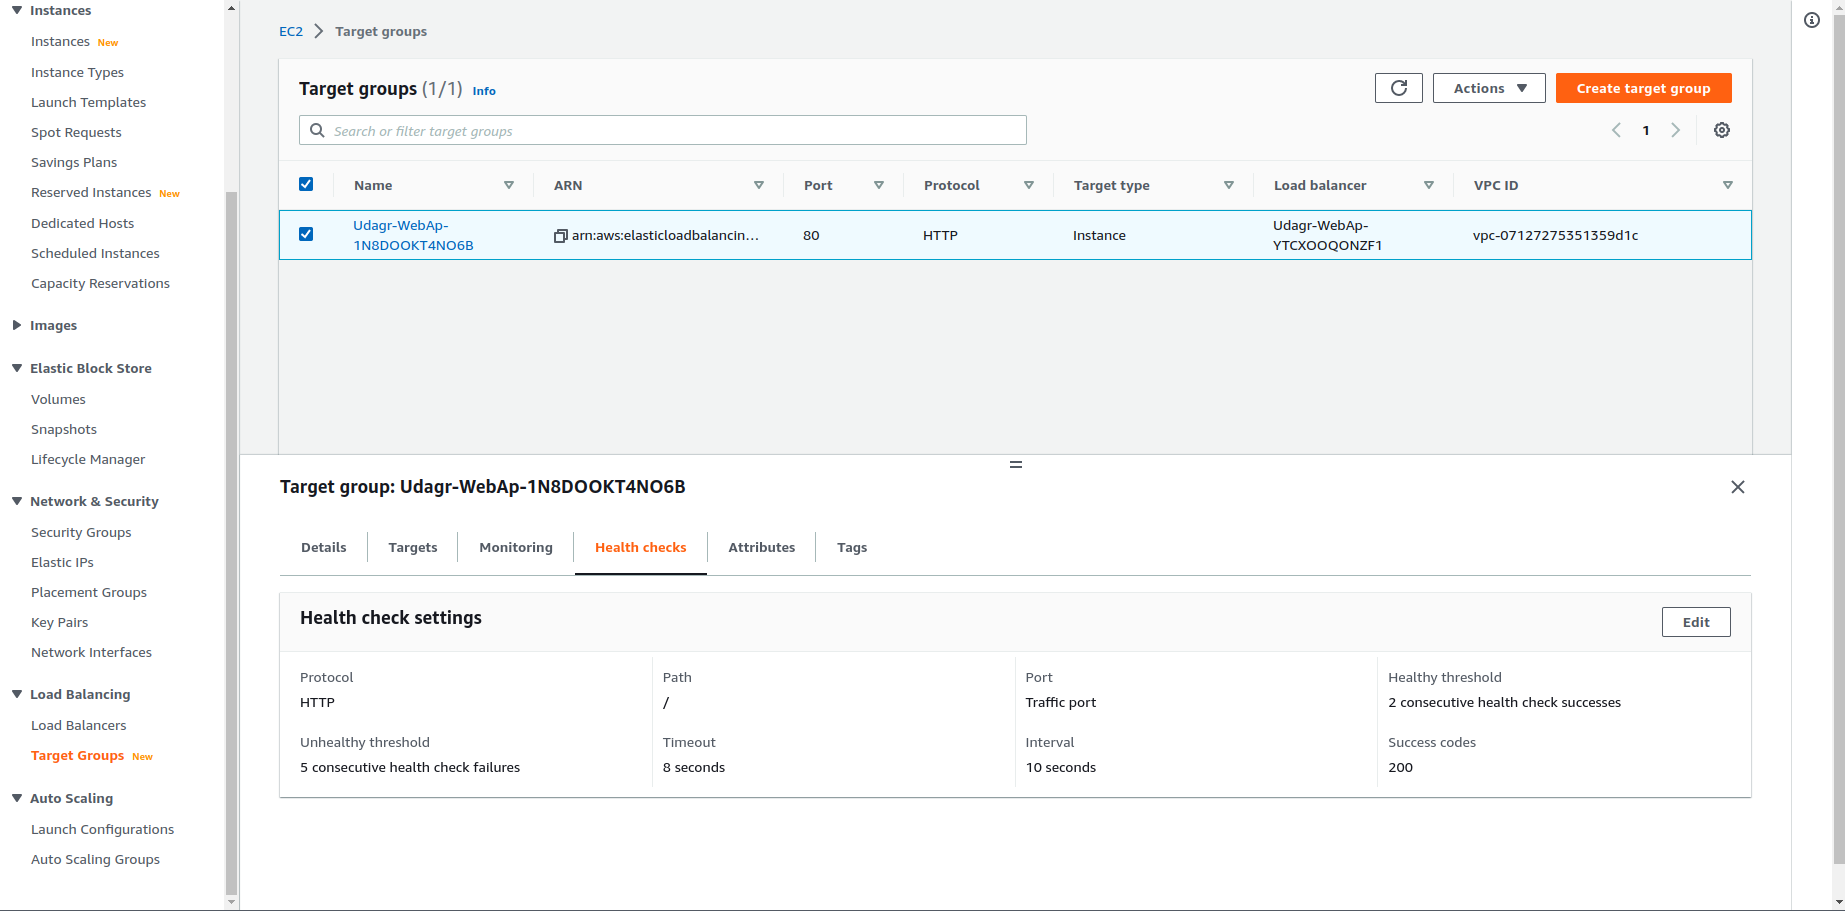 Instances
Instances New
Instance Types
Launch Templates
Spot Requests
Savings Plans
Reserved Instances New
Dedicated Hosts
Scheduled Instances
Capacity Reservations
Images
Elastic Block Store
Volumes
Snapshots
Lifecycle Manager
Network & Security
Security Groups
Elastic IPs
Placement Groups
Key Pairs
Network Interfaces
Load Balancing
Load Balancers
Target Groups New
Auto Scaling
Launch Configurations
Auto Scaling Groups
EC2 > Target groups
Target groups (1/1) Info
Actions
Create target group
Search or filter target groups
1
Name ARN Port Protocol Target type Load balancer VPC ID
Udagr-WebAp-
1N8DOOKT4NO6B
arn:aws:elasticloadbalancin...
80
HTTP
Instance
Udagr-WebAp-
YTCXOOQONZF1
vpc-07127275351359d1c
Target group: Udagr-WebAp-1N8DOOKT4NO6B
Details Targets Monitoring Health checks Attributes Tags
Health check settings
Edit
Protocol
HTTP
Path
/
Port
Traffic port
Healthy threshold
2 consecutive health check successes
Unhealthy threshold
5 consecutive health check failures
Timeout
8 seconds
Interval
10 seconds
Success codes
200